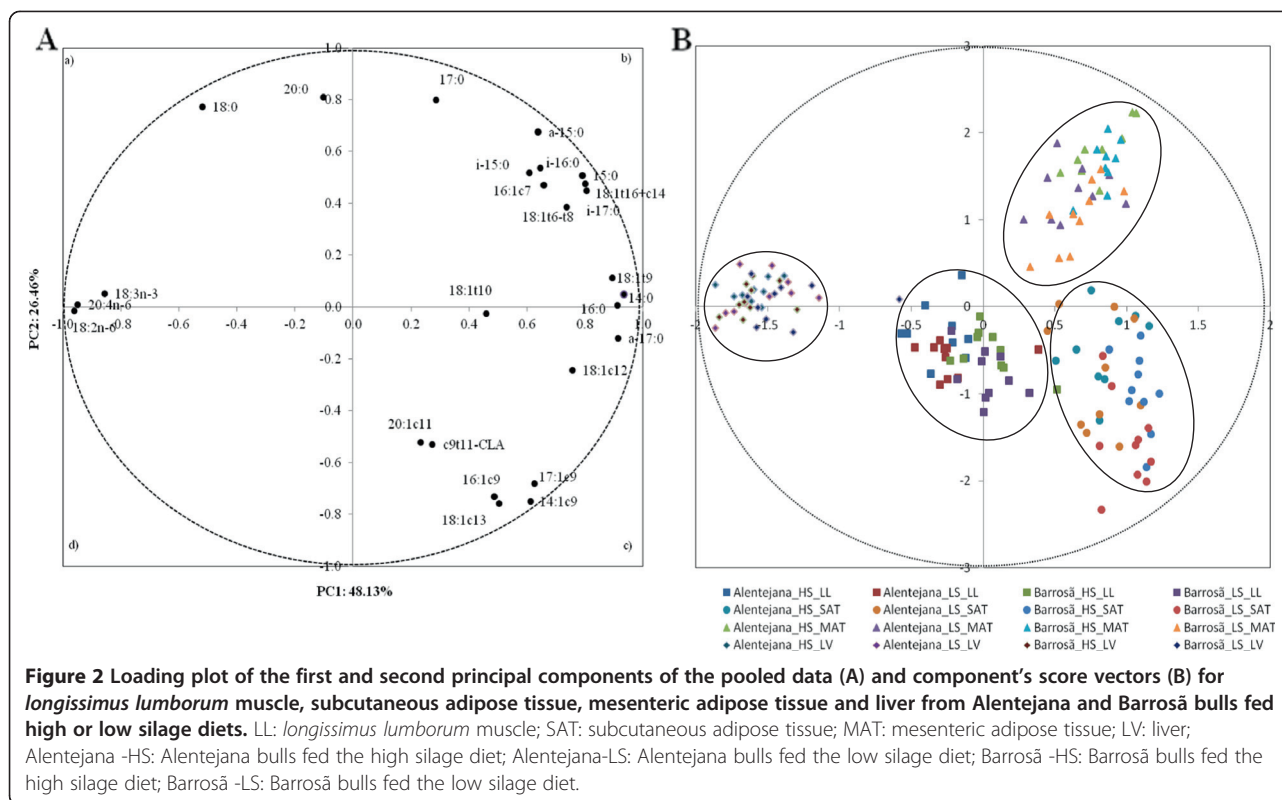 A
B
a)
b)
1.0
17:0
20:0
0.8
18:0
a-15:0
0.6
i-15:0
i-16:0
15:0
16:1c7
18:1t16+c14
0.4
18:1t6-t8
i-17:0
0.2
18:1t9
18:3n-3
18:1t10
14:0
20:4n-6
0.0
16:0
18:2n-6
-1.0
-0.8
-0.6
-0.4
-0.2
0.0
0.2
0.4
0.6
0.8
1.0
a-17:0
-0.2
18:1c12
-0.4
20:1c11
c9t11-CLA
-0.6
16:1c9
17:1c9
18:1c13
14:1c9
-0.8
d)
c)
-1.0
PC2: 26.46%
PC1: 48.13%
3
2
1
0
-2
-1.5
-1
-0.5
0
0.5
1
1.5
2
-1
-2
-3
Alentejana_HS_LL
Alentejana_LS_LL
Barrosã_HS_LL
Barrosã_LS_LL
Alentejana_HS_SAT
Alentejana_LS_SAT
Barrosã_HS_SAT
Barrosã_LS_SAT
Alentejana_HS_MAT
Alentejana_LS_MAT
Barrosã_HS_MAT
Barrosã_LS_MAT
Alentejana_HS_LV
Alentejana_LS_LV
Barrosã_HS_LV
Barrosã_LS_LV
Figure 2 Loading plot of the first and second principal components of the pooled data (A) and component's score vectors (B) for
longissimus lumborum muscle, subcutaneous adipose tissue, mesenteric adipose tissue and liver from Alentejana and Barrosã bulls fed
high or low silage diets. LL: longissimus lumborum muscle; SAT: subcutaneous adipose tissue; MAT: mesenteric adipose tissue; LV: liver;
Alentejana -HS: Alentejana bulls fed the high silage diet; Alentejana-LS: Alentejana bulls fed the low silage diet; Barrosã -HS: Barrosã bulls fed the
high silage diet; Barrosã -LS: Barrosã bulls fed the low silage diet.